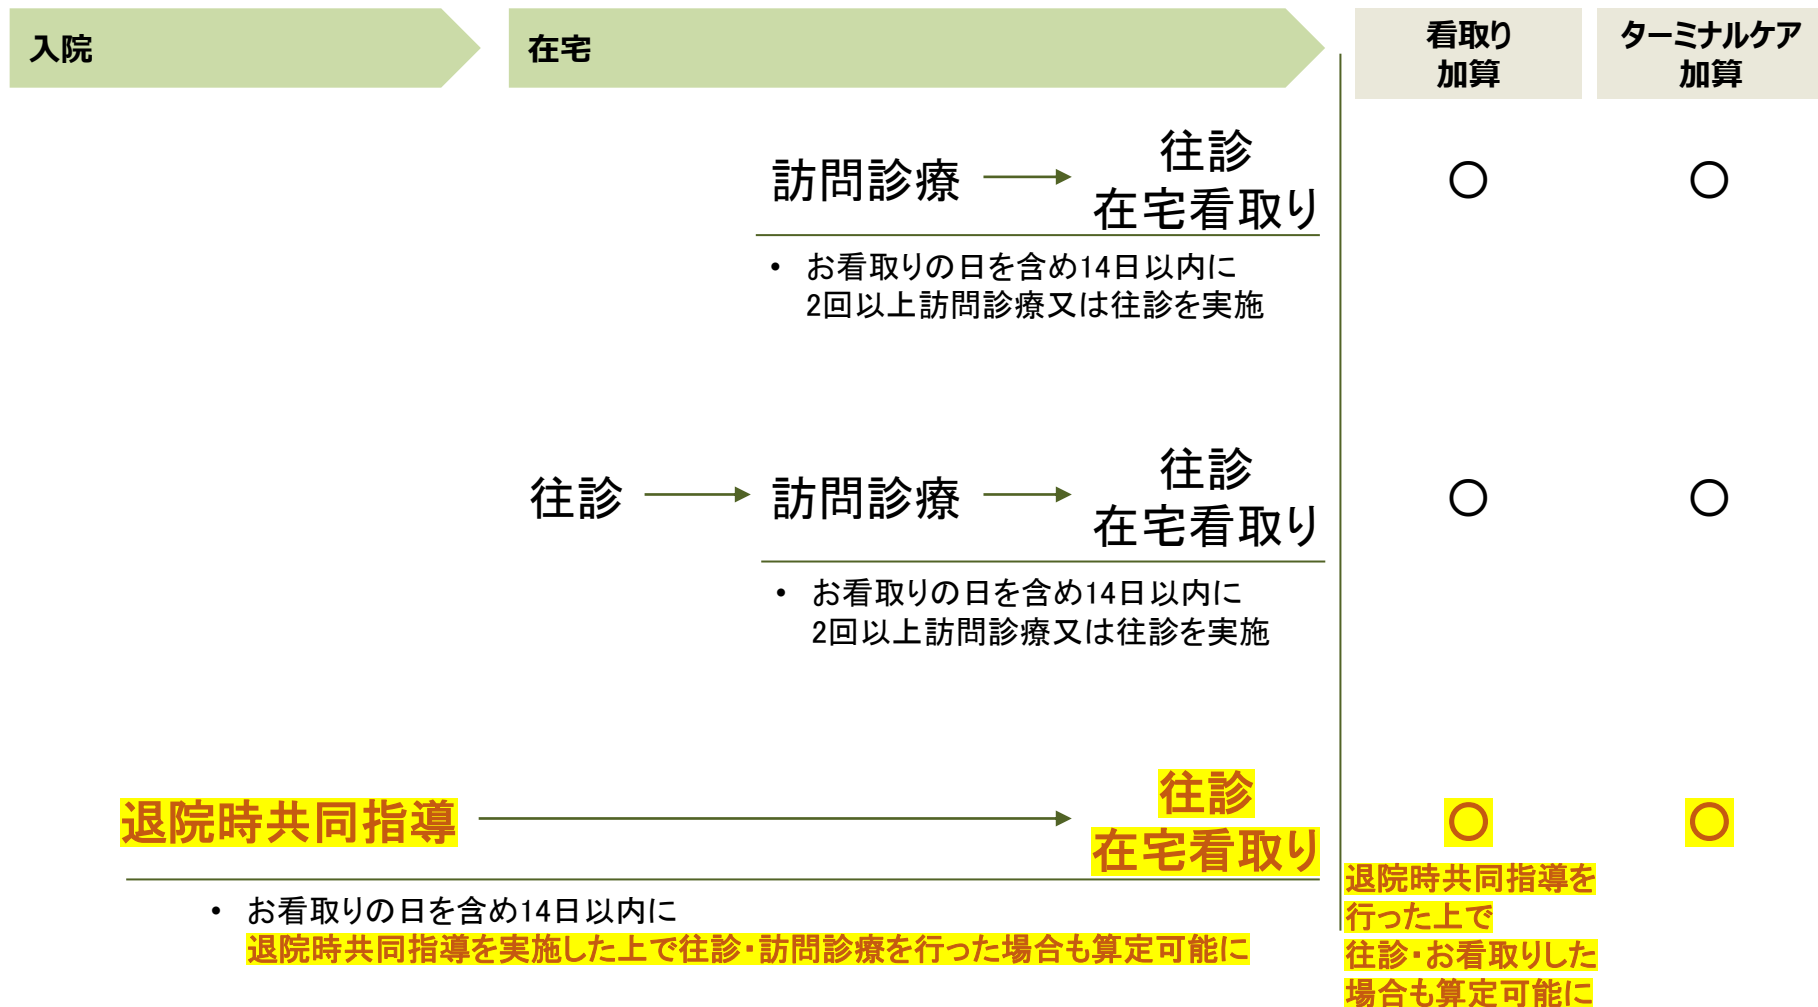 入院
在宅
看取り
加算
ターミナルケア
加算
訪問診療
往診
在宅看取り
〇
〇
• お看取りの日を含め14日以内に
2回以上訪問診療又は往診を実施
往診
訪問診療
往診
在宅看取り
〇
〇
• お看取りの日を含め14日以内に
2回以上訪問診療又は往診を実施
退院時共同指導
往診
在宅看取り
〇
〇
• お看取りの日を含め14日以内に
退院時共同指導を実施した上で往診・訪問診療を行った場合も算定可能に
退院時共同指導を
行った上で
往診・お看取りした
場合も算定可能に